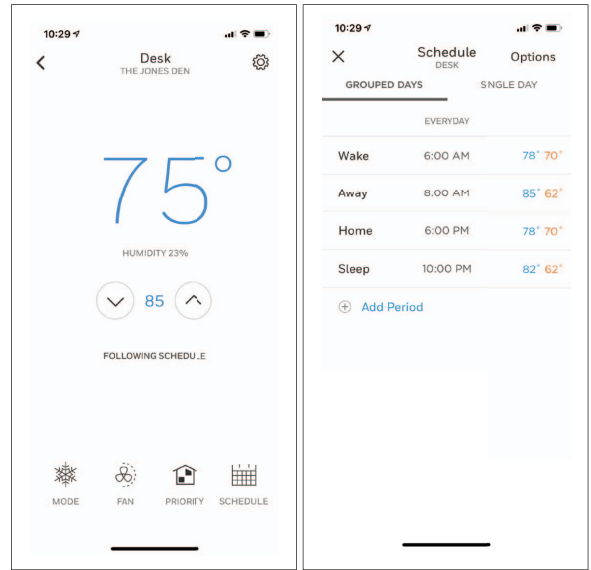 10:29
Desk
THE JONES DEN
75°
HUMIDITY 23%
85
FOLLOWING SCHEDULE
MODE FAN PRIORITY SCHEDULE
10:29
Schedule Options
DESK
GROUPED DAYS SNGLE DAY
EVERYDAY
Wake 6:00 AM 78° 70°
Away 8:00 AM 85° 62°
Home 6:00 PM 78° 70°
Sleep 10:00 PM 82° 62°
Add Period